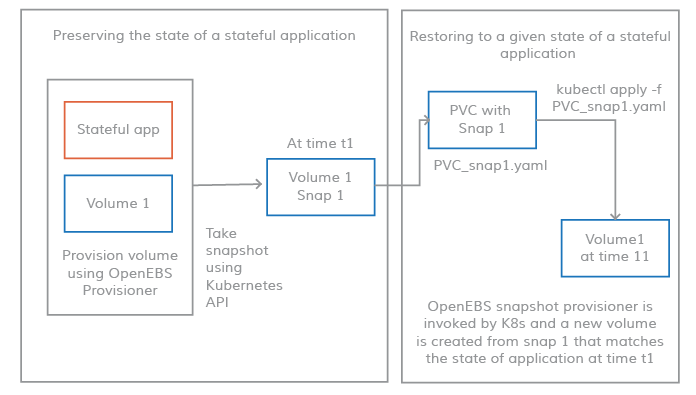 Preserving the state of a stateful application
Stateful app
Volume 1
Provision volume
using OpenEBS
Provisioner
Take
snapshot
using
Kubernetes
API
At time t1
Volume 1
Snap 1
Restoring to a given state of a stateful
application
PVC with
Snap 1
PVC_snap1.yaml
kubectl apply -f
PVC_snap1.yaml
Volume1
at time 11
OpenEBS snapshot provisioner is
invoked by K8s and a new volume
is created from snap 1 that matches
the state of application at time t1